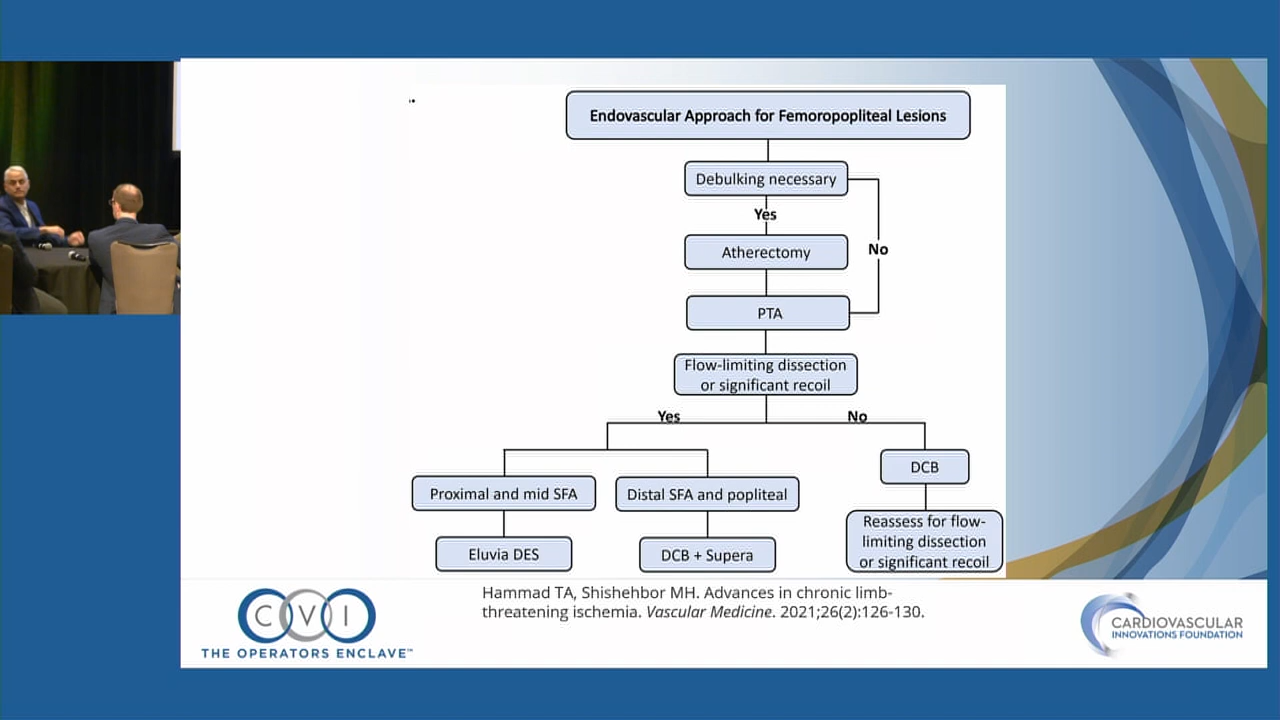 Endovascular Approach for Femoropopliteal Lesions
Debulking necessary
Yes
No
Atherectomy
PTA
Flow-limiting dissection
or significant recoil
Yes
No
Proximal and mid SFA
Distal SFA and popliteal
DCB
Eluvia DES
DCB + Supera
Reassess for flow-
limiting dissection
or significant recoil
Hammad TA, Shishehbor MH. Advances in chronic limb-
threatening ischemia. Vascular Medicine. 2021;26(2):126-130.
CVI
THE OPERATORS ENCLAVE™
CARDIOVASCULAR
INNOVATIONS FOUNDATION